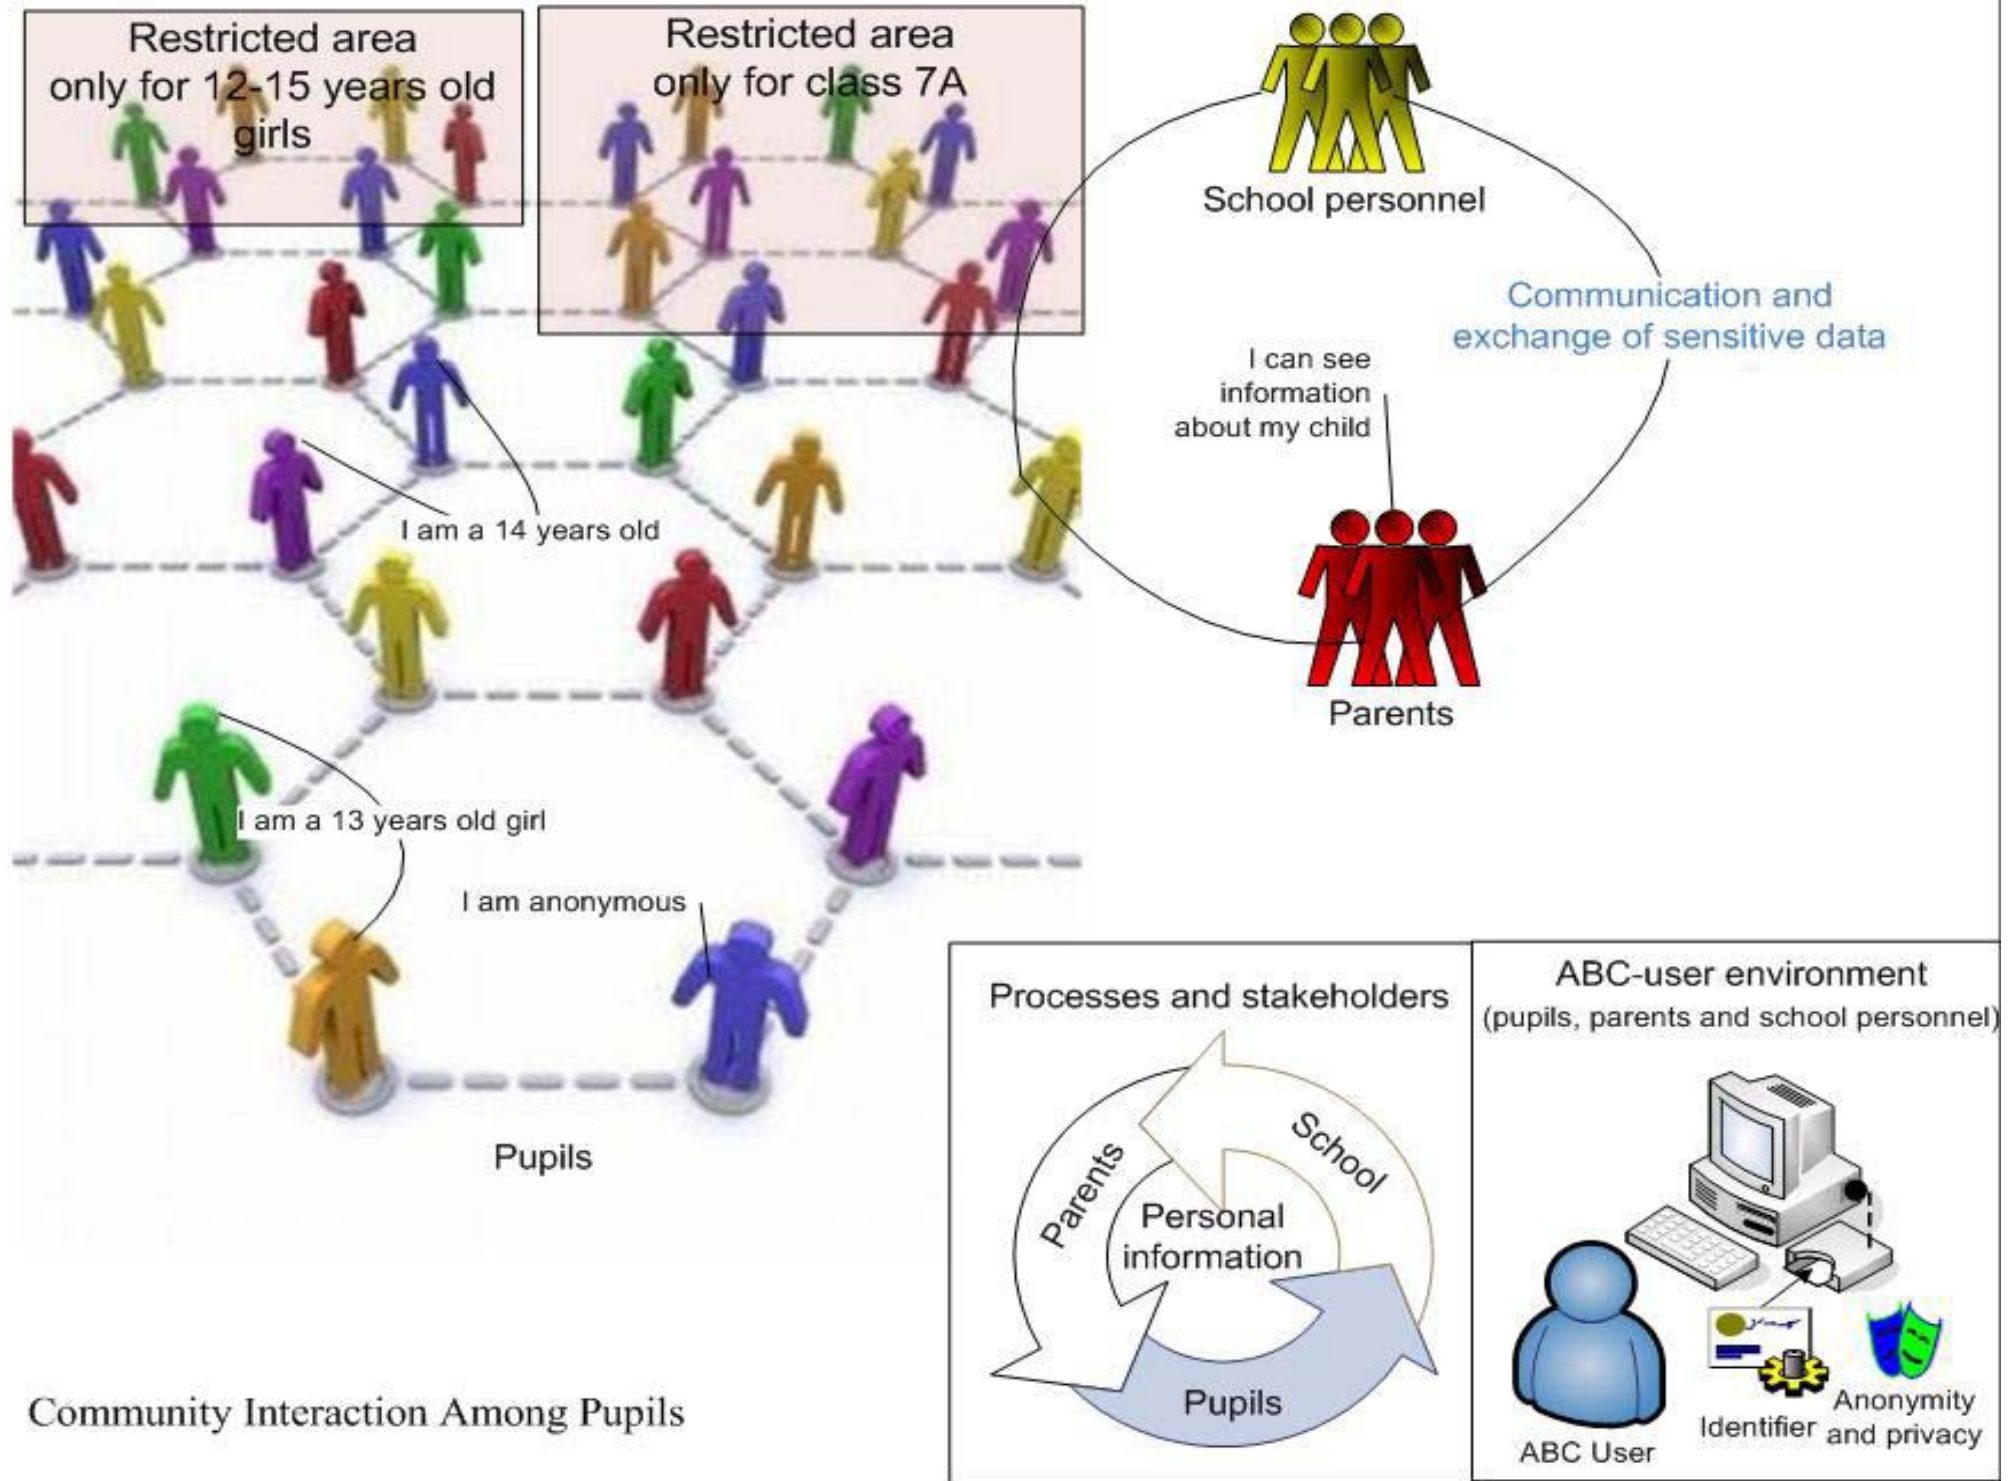 Restricted area
only for 12-15 years old
girls
Restricted area
only for class 7A
School personnel
Communication and
exchange of sensitive data
I can see
information
about my child
Parents
I am a 14 years old
I am a 13 years old girl
I am anonymous
Pupils
Community Interaction Among Pupils
Processes and stakeholders
School
Parents
Personal
information
Pupils
ABC-user environment
(pupils, parents and school personnel)
ABC User
Identifier
Anonymity
and privacy